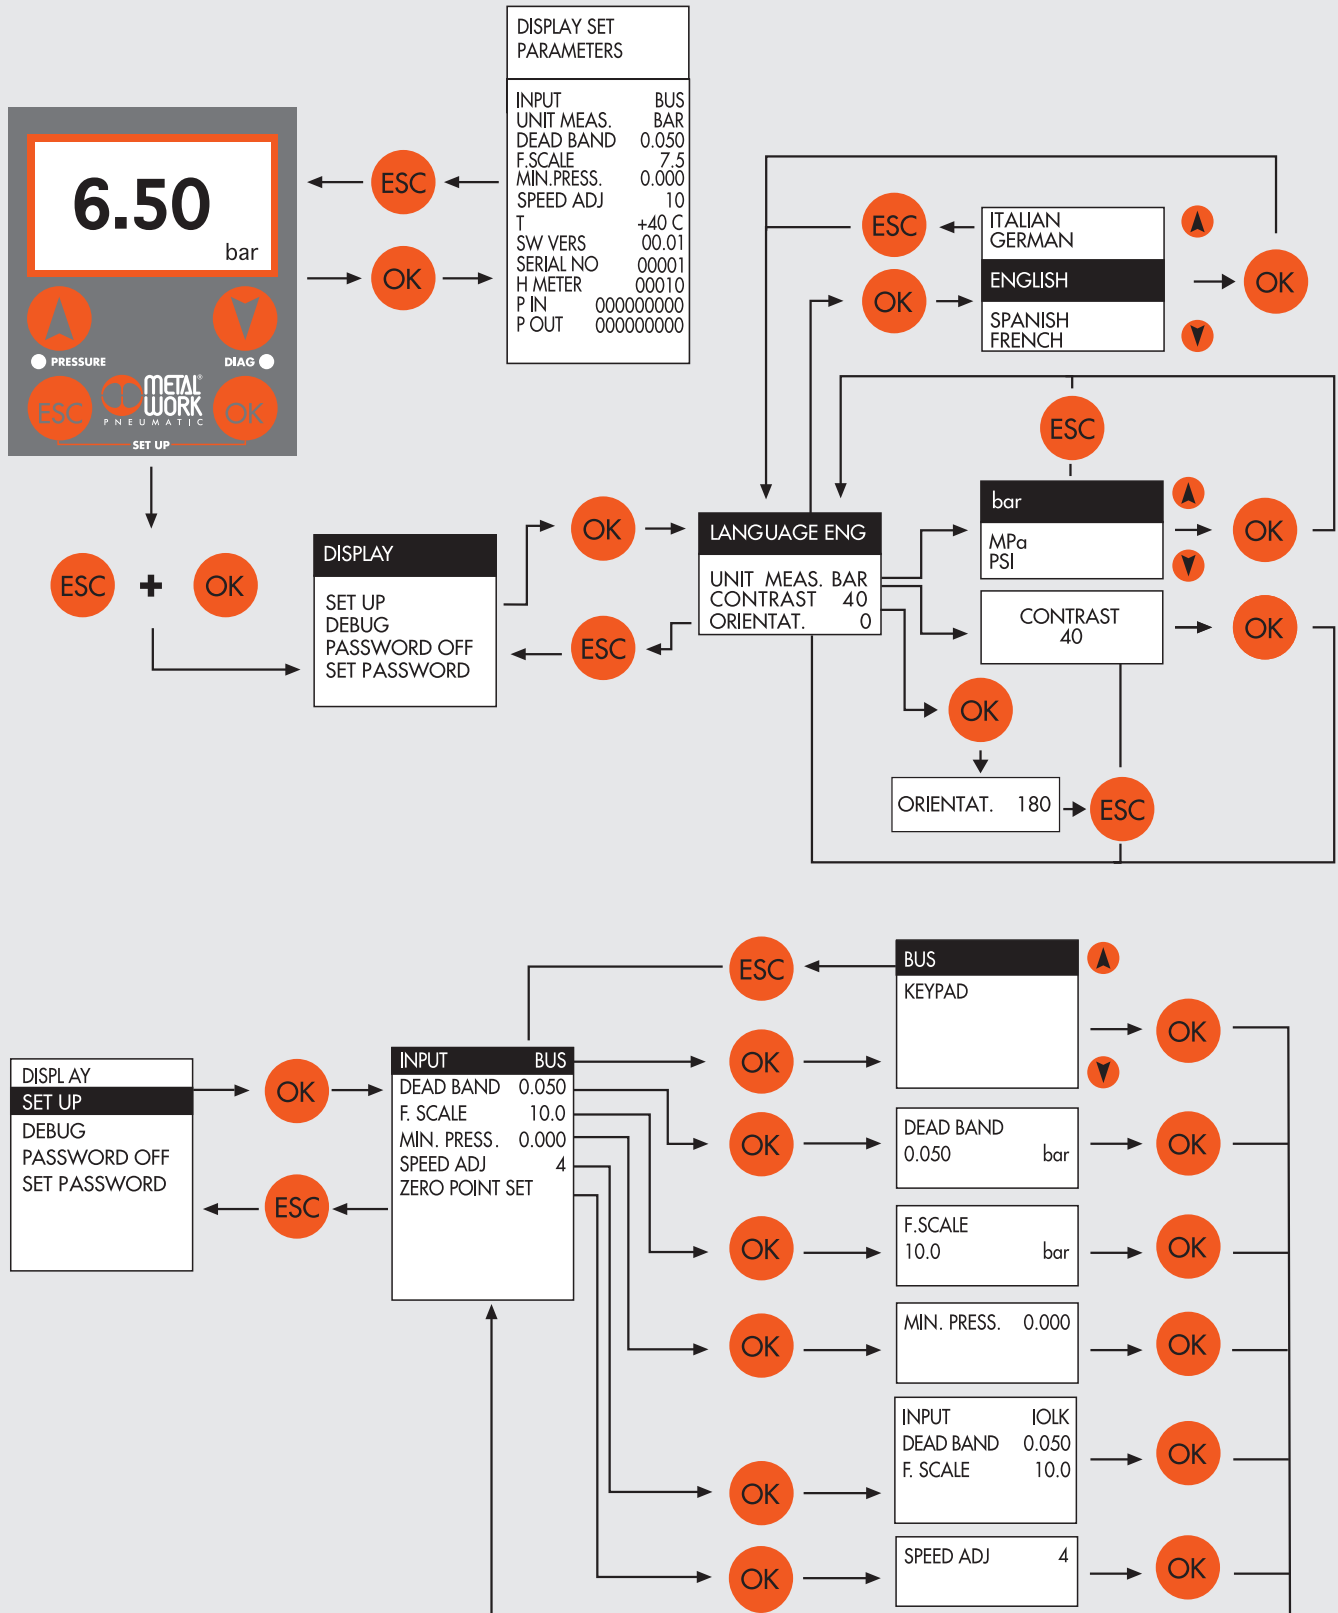 DISPLAY SET
PARAMETERS
INPUT BUS
UNIT MEAS. BAR
DEAD BAND 0.050
F.SCALE 7.5
MIN.PRESS. 0.000
SPEED ADJ 10
T +40 C
SW VERS 00.01
SERIAL NO 00001
H METER 00010
P IN 000000000
P OUT 000000000
6.50
bar
PRESSURE
DIAG
ESC
METAL®
WORK
PNEUMATIC
OK
SET UP
ESC
OK
ESC
OK
ITALIAN
GERMAN
ENGLISH
SPANISH
FRENCH
OK
ESC
+
OK
DISPLAY
SET UP
DEBUG
PASSWORD OFF
SET PASSWORD
OK
ESC
LANGUAGE ENG
UNIT MEAS. BAR
CONTRAST 40
ORIENTAT. 0
ESC
bar
MPa
PSI
OK
CONTRAST
40
OK
OK
ORIENTAT. 180
ESC
DISPLAY
SET UP
DEBUG
PASSWORD OFF
SET PASSWORD
OK
ESC
INPUT BUS
DEAD BAND 0.050
F. SCALE 10.0
MIN. PRESS. 0.000
SPEED ADJ 4
ZERO POINT SET
ESC
BUS
KEYPAD
OK
OK
OK
DEAD BAND
0.050 bar
OK
OK
F.SCALE
10.0 bar
OK
OK
MIN. PRESS. 0.000
OK
OK
INPUT IOLK
DEAD BAND 0.050
F. SCALE 10.0
OK
OK
SPEED ADJ 4
OK